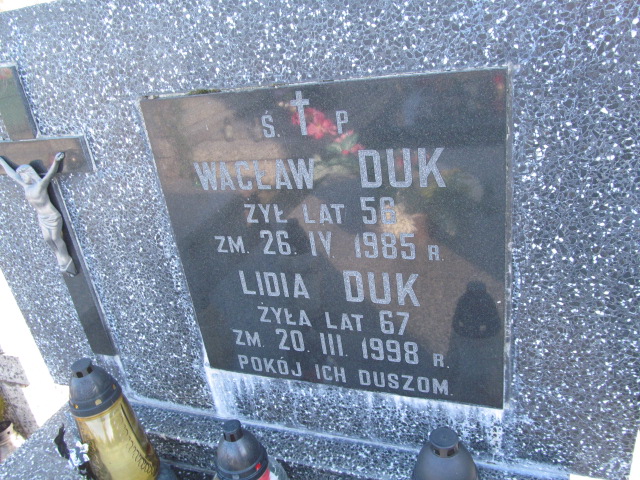 Ś. P
WACŁAW DUK
ŻYŁ LAT 58
ZM. 26. IV 1985 R.
LIDIA DUK
ŻYŁA LAT 67
ZM. 20. III. 1998 R.
POKÓJ ICH DUSZOM.